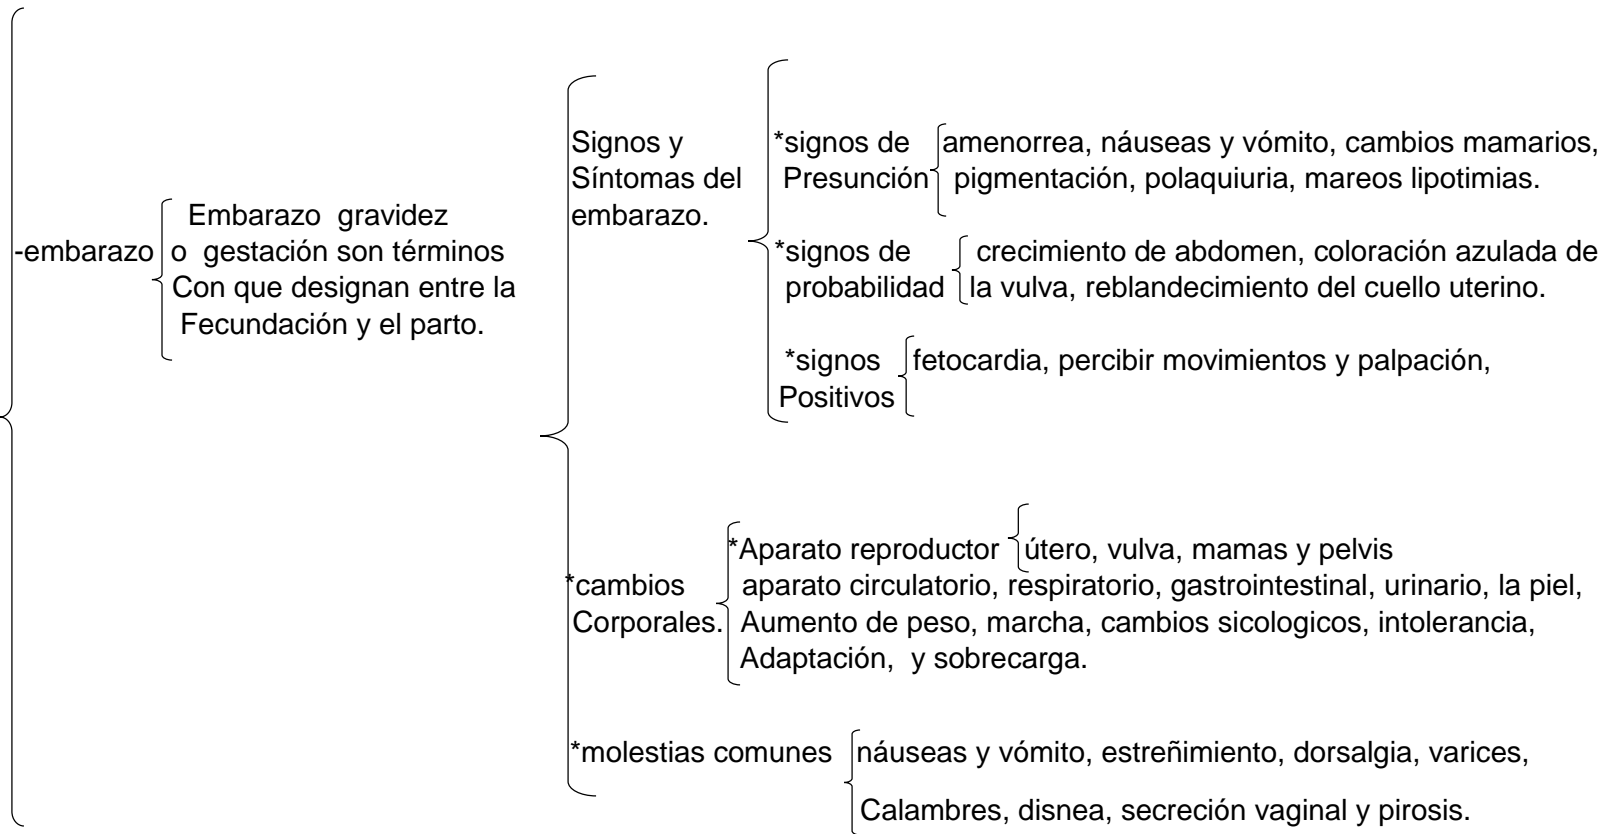 -embarazo
Embarazo gravidez
o gestación son términos
Con que designan entre la
Fecundación y el parto.
Signos y
Síntomas del
embarazo.
*signos de
Presunción
amenorrea, náuseas y vómito, cambios mamarios,
pigmentación, polaquiuria, mareos lipotimias.
*signos de
probabilidad
crecimiento de abdomen, coloración azulada de
la vulva, reblandecimiento del cuello uterino.
*signos
Positivos
fetocardia, percibir movimientos y palpación,
*cambios
Corporales.
*Aparato reproductor
útero, vulva, mamas y pelvis
aparato circulatorio, respiratorio, gastrointestinal, urinario, la piel,
Aumento de peso, marcha, cambios sicologicos, intolerancia,
Adaptación, y sobrecarga.
*molestias comunes
náuseas y vómito, estreñimiento, dorsalgia, varices,
Calambres, disnea, secreción vaginal y pirosis.